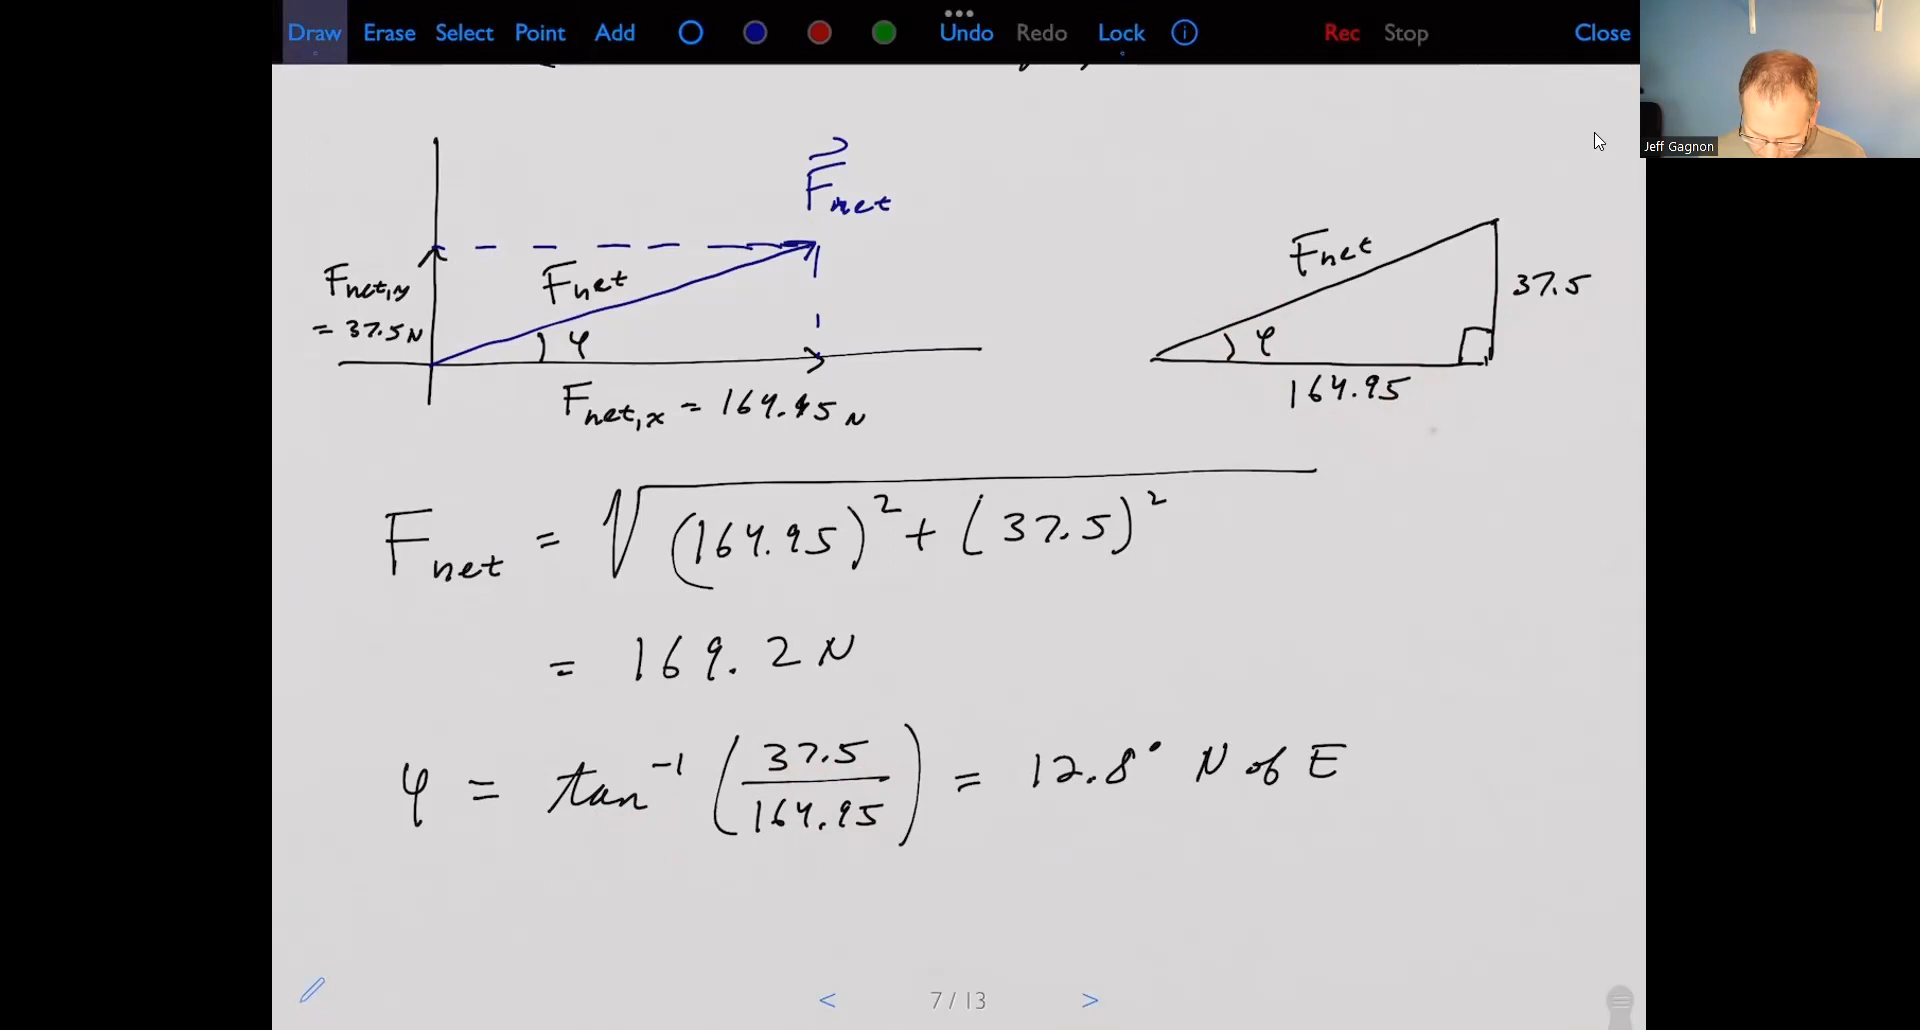 Draw Erase Select Point Add Undo Redo Lock Rec Stop Close
Jeff Gagnon
F⃗net
Fnet,y
= 37.5 N
Fnet
φ
Fnet,x = 164.95 N
Fnet
37.5
φ
164.95
Fnet = √(164.95)² + (37.5)²
= 169.2 N
φ = tan⁻¹ (37.5/164.95) = 12.8° N of E
< 7 / 13 >